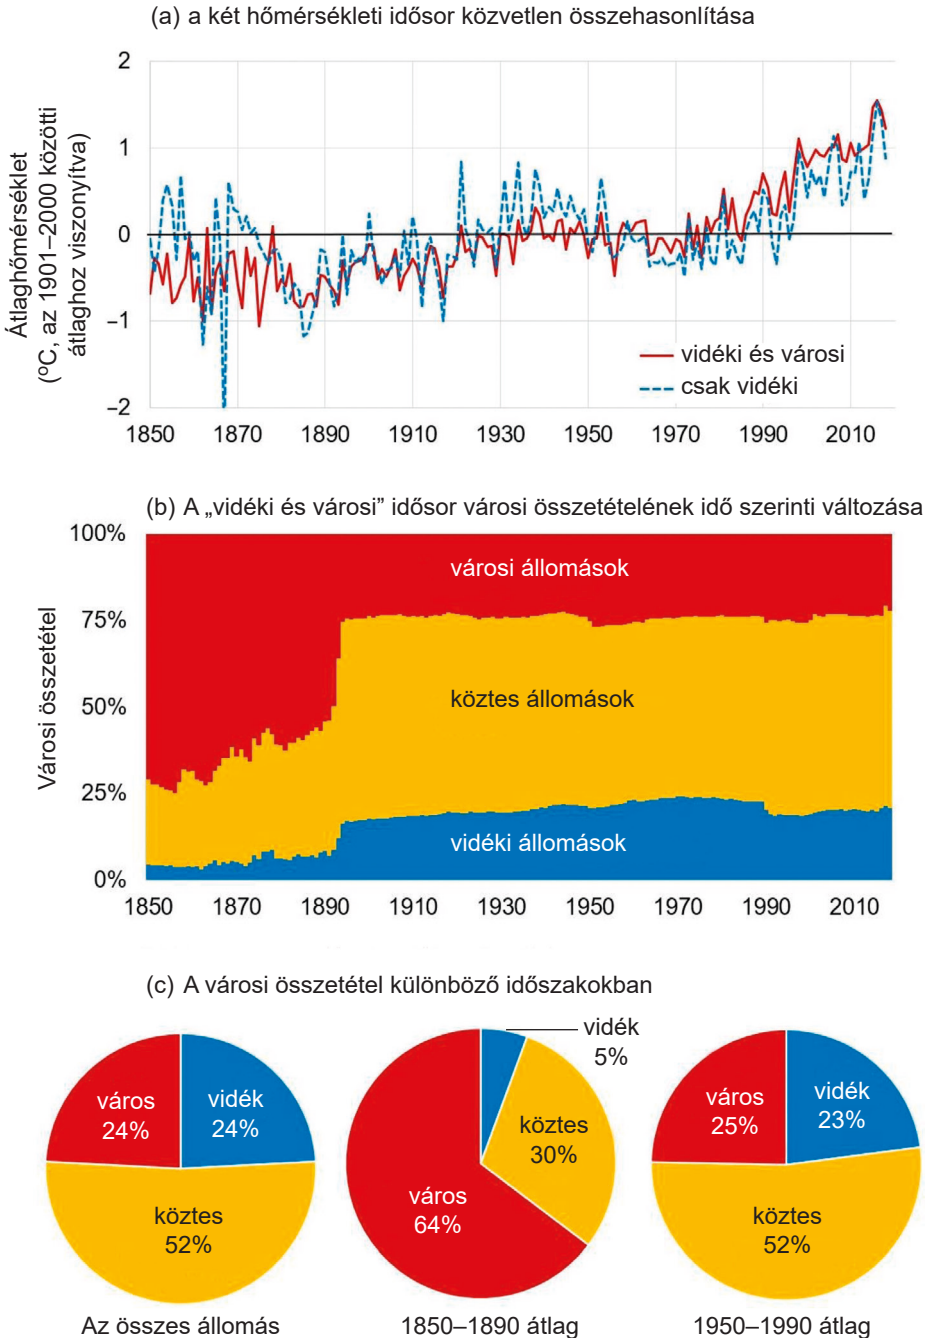 (a) a két hőmérsékleti idősor közvetlen összehasonlítása
Átlaghőmérséklet
(ºC, az 1901–2000 közötti
átlaghoz viszonyítva)
2
1
0
−1
−2
vidéki és városi
csak vidéki
1850 1870 1890 1910 1930 1950 1970 1990 2010
(b) A „vidéki és városi” idősor városi összetételének idő szerinti változása
Városi összetétel
100%
75%
50%
25%
0%
városi állomások
köztes állomások
vidéki állomások
1850 1870 1890 1910 1930 1950 1970 1990 2010
(c) A városi összetétel különböző időszakokban
város
24%
vidék
24%
köztes
52%
Az összes állomás
vidék
5%
köztes
30%
város
64%
1850–1890 átlag
város
25%
vidék
23%
köztes
52%
1950–1990 átlag